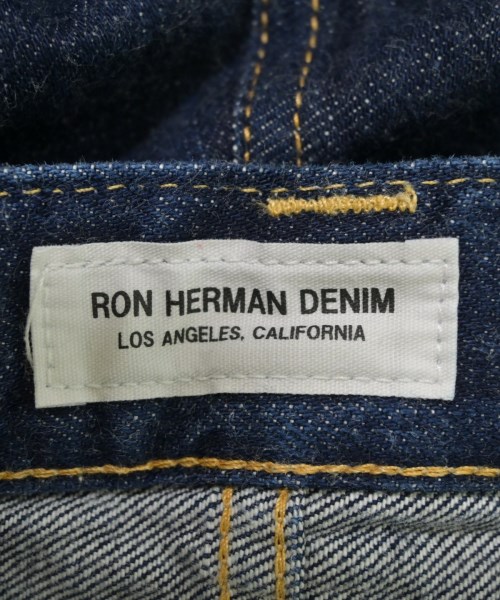 RON HERMAN DENIM
LOS ANGELES, CALIFORNIA